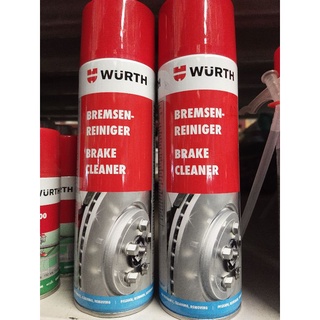 WÜRTH
BREMSEN-
REINIGER
BRAKE
CLEANER
WÜRTH
BREMSEN-
REINIGER
BRAKE
CLEANER
WÜRTH